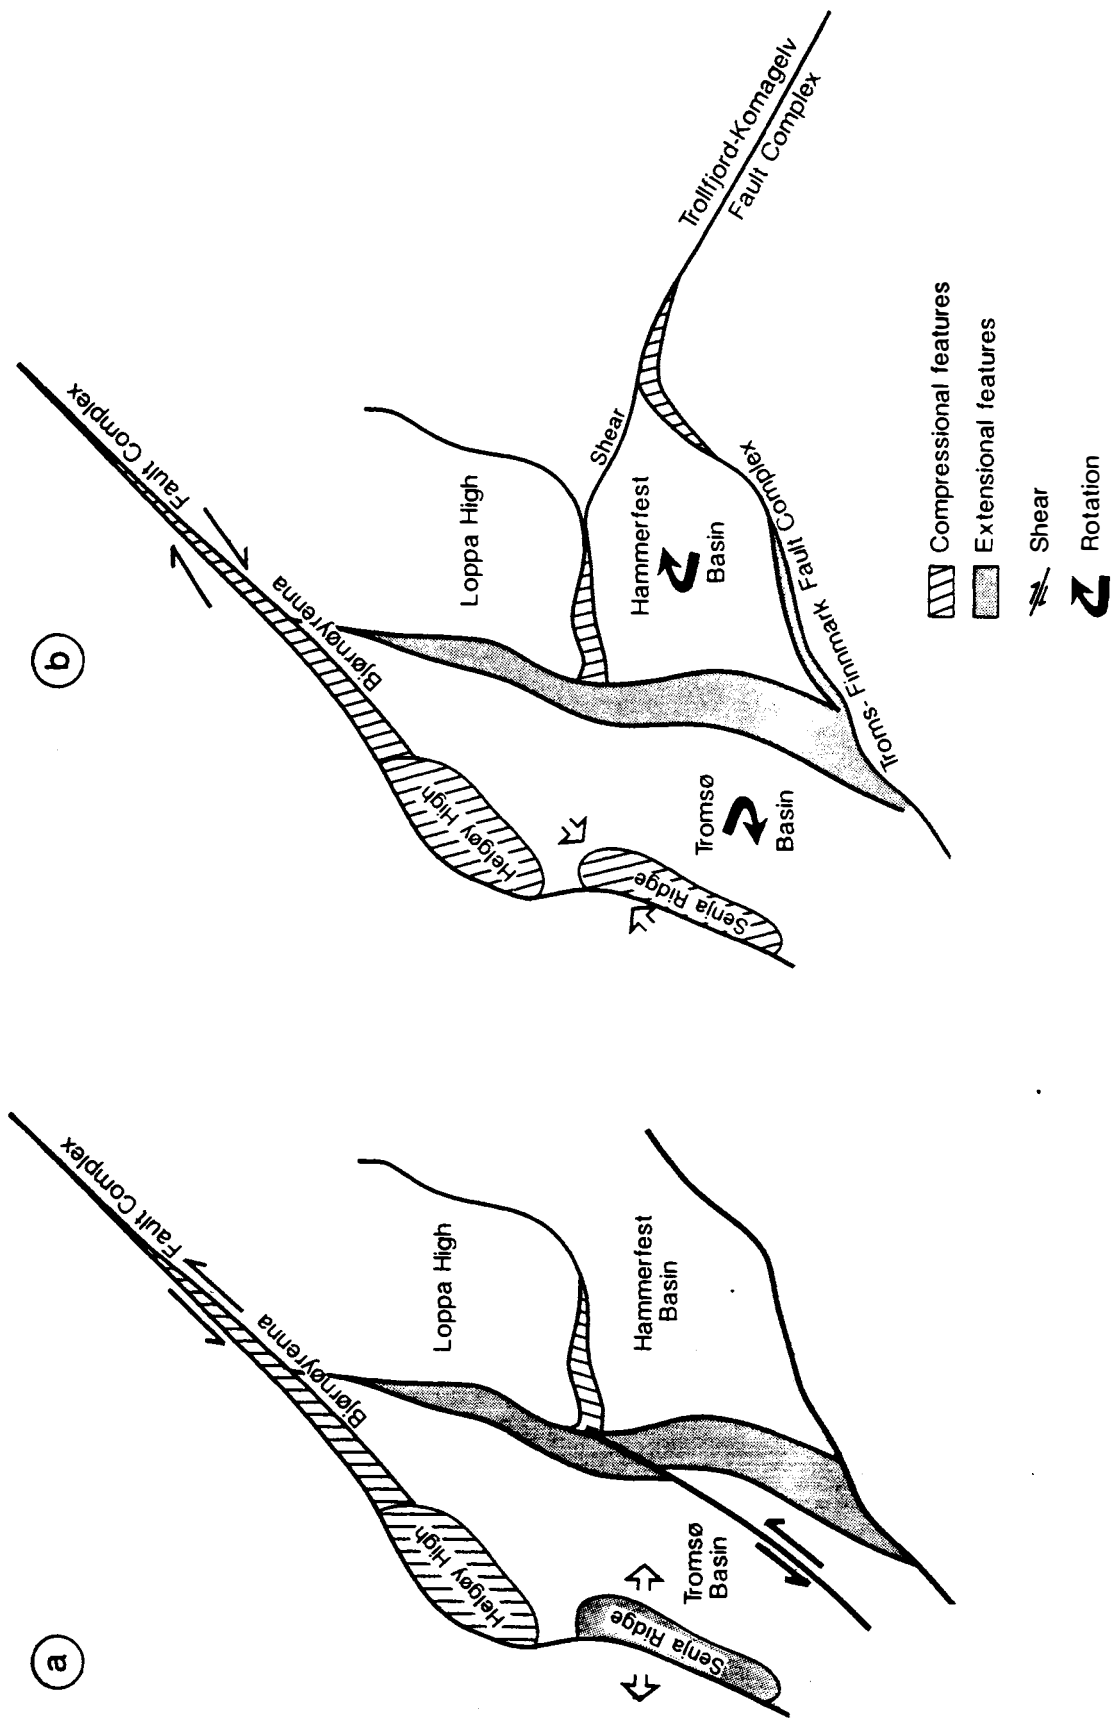 a
Bjørnøyrenna
Fault Complex
Helgøy High
Loppa High
Senja Ridge
Tromsø
Basin
Hammerfest
Basin
b
Bjørnøyrenna
Fault Complex
Helgøy High
Loppa High
Senja Ridge
Tromsø
Basin
Hammerfest
Basin
Shear
Trollfjord-Komagelv
Fault Complex
Troms-Finnmark Fault Complex
Compressional features
Extensional features
Shear
Rotation